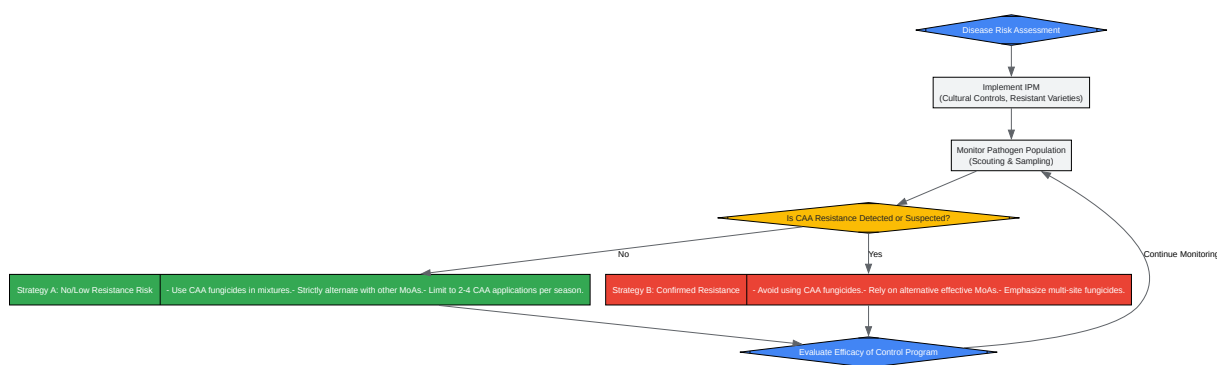 Disease Risk Assessment
Implement IPM
(Cultural Controls, Resistant Varieties)
Monitor Pathogen Population
(Scouting & Sampling)
Is CAA Resistance Detected or Suspected?
No
Yes
Continue Monitoring
Strategy A: No/Low Resistance Risk
- Use CAA fungicides in mixtures.- Strictly alternate with other MoAs.- Limit to 2-4 CAA applications per season.
Strategy B: Confirmed Resistance
- Avoid using CAA fungicides.- Rely on alternative effective MoAs.- Emphasize multi-site fungicides.
Evaluate Efficacy of Control Program